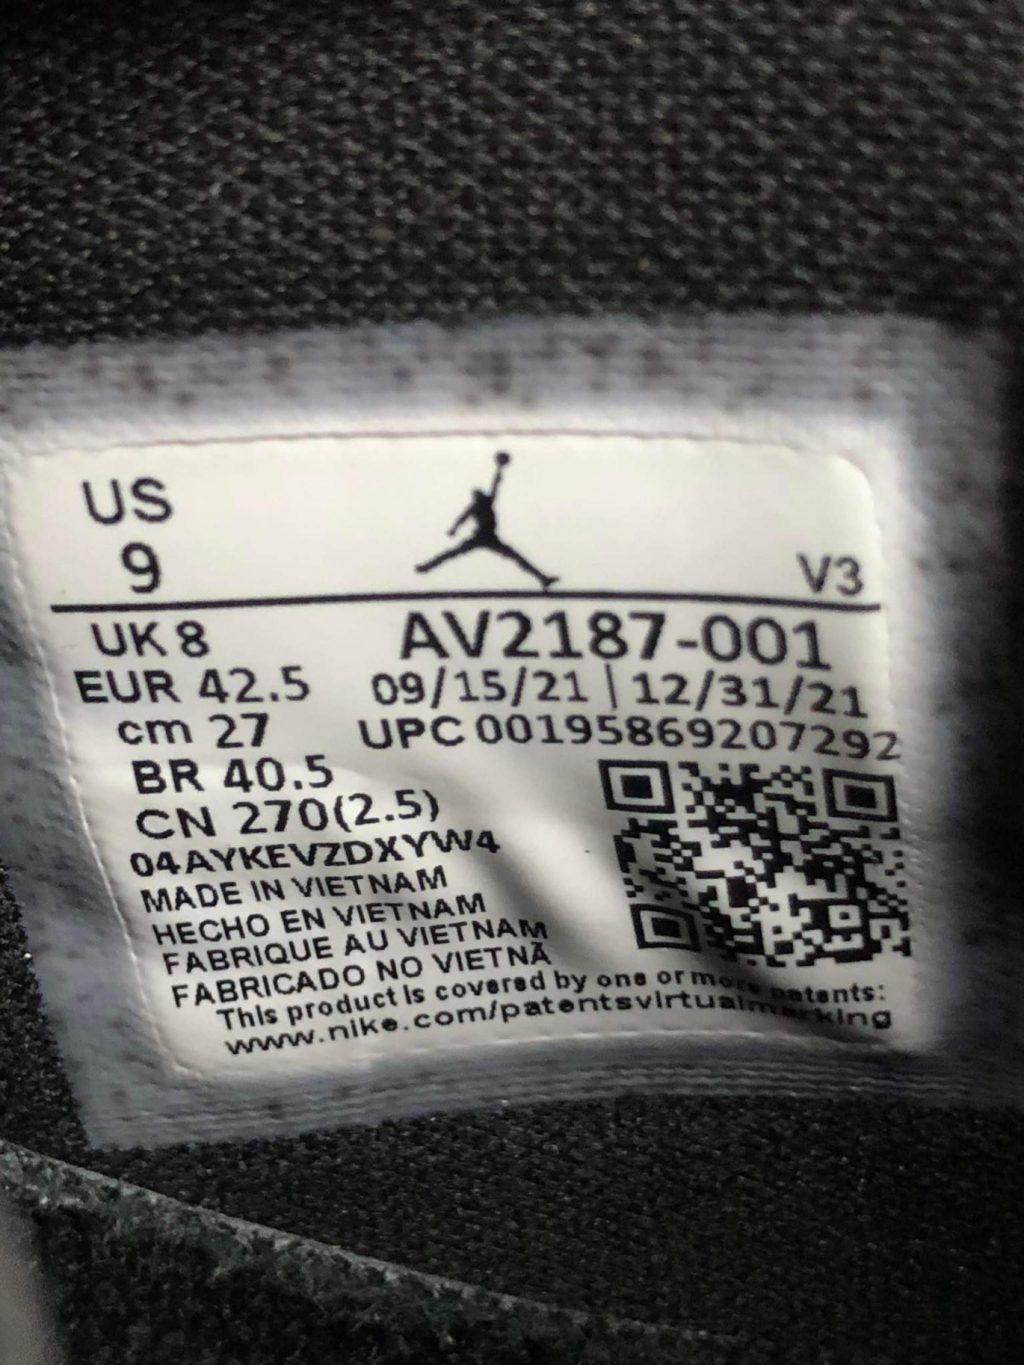 US
9
V3
UK 8
AV2187-001
EUR 42.5
09/15/21 | 12/31/21
cm 27
UPC 00195869207292
BR 40.5
CN 270(2.5)
04AYKEVZDXYW4
MADE IN VIETNAM
HECHO EN VIETNAM
FABRIQUE AU VIETNAM
FABRICADO NO VIETNÃ
This product is covered by one or more patents:
www.nike.com/patentsvirtualmarking